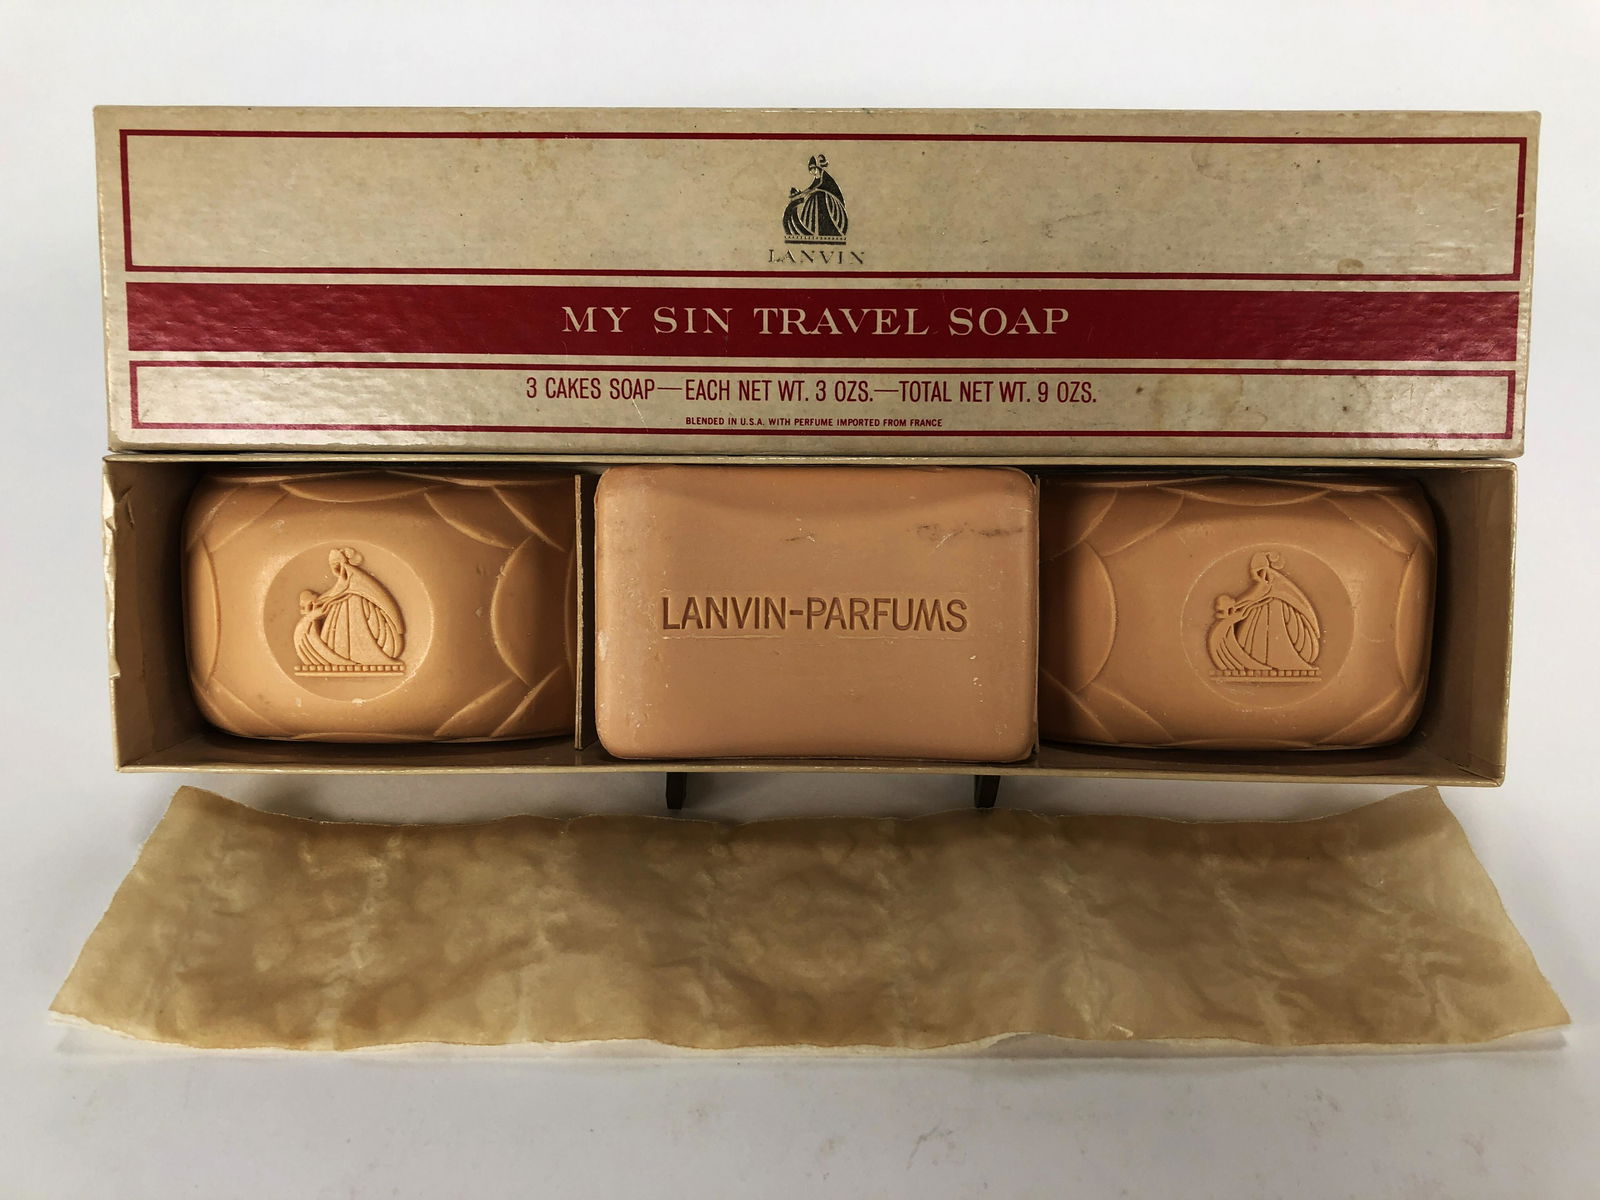 LANVIN
MY SIN TRAVEL SOAP
3 CAKES SOAP—EACH NET WT. 3 OZS.—TOTAL NET WT. 9 OZS.
BLENDED IN U.S.A. WITH PERFUME IMPORTED FROM FRANCE
LANVIN-PARFUMS